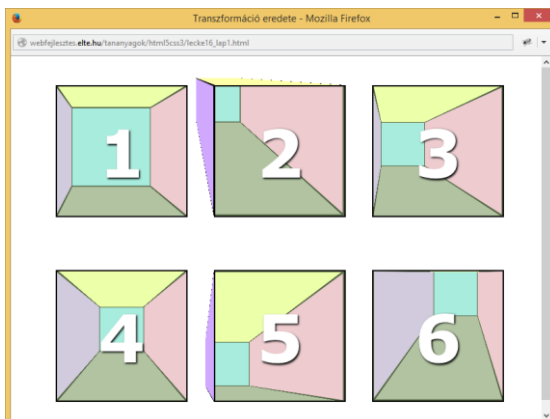 Transzformáció eredete - Mozilla Firefox
webfejlesztes.elte.hu/tananyagok/html5css3/lecke16_lap1.html
1 2 3
4 5 6